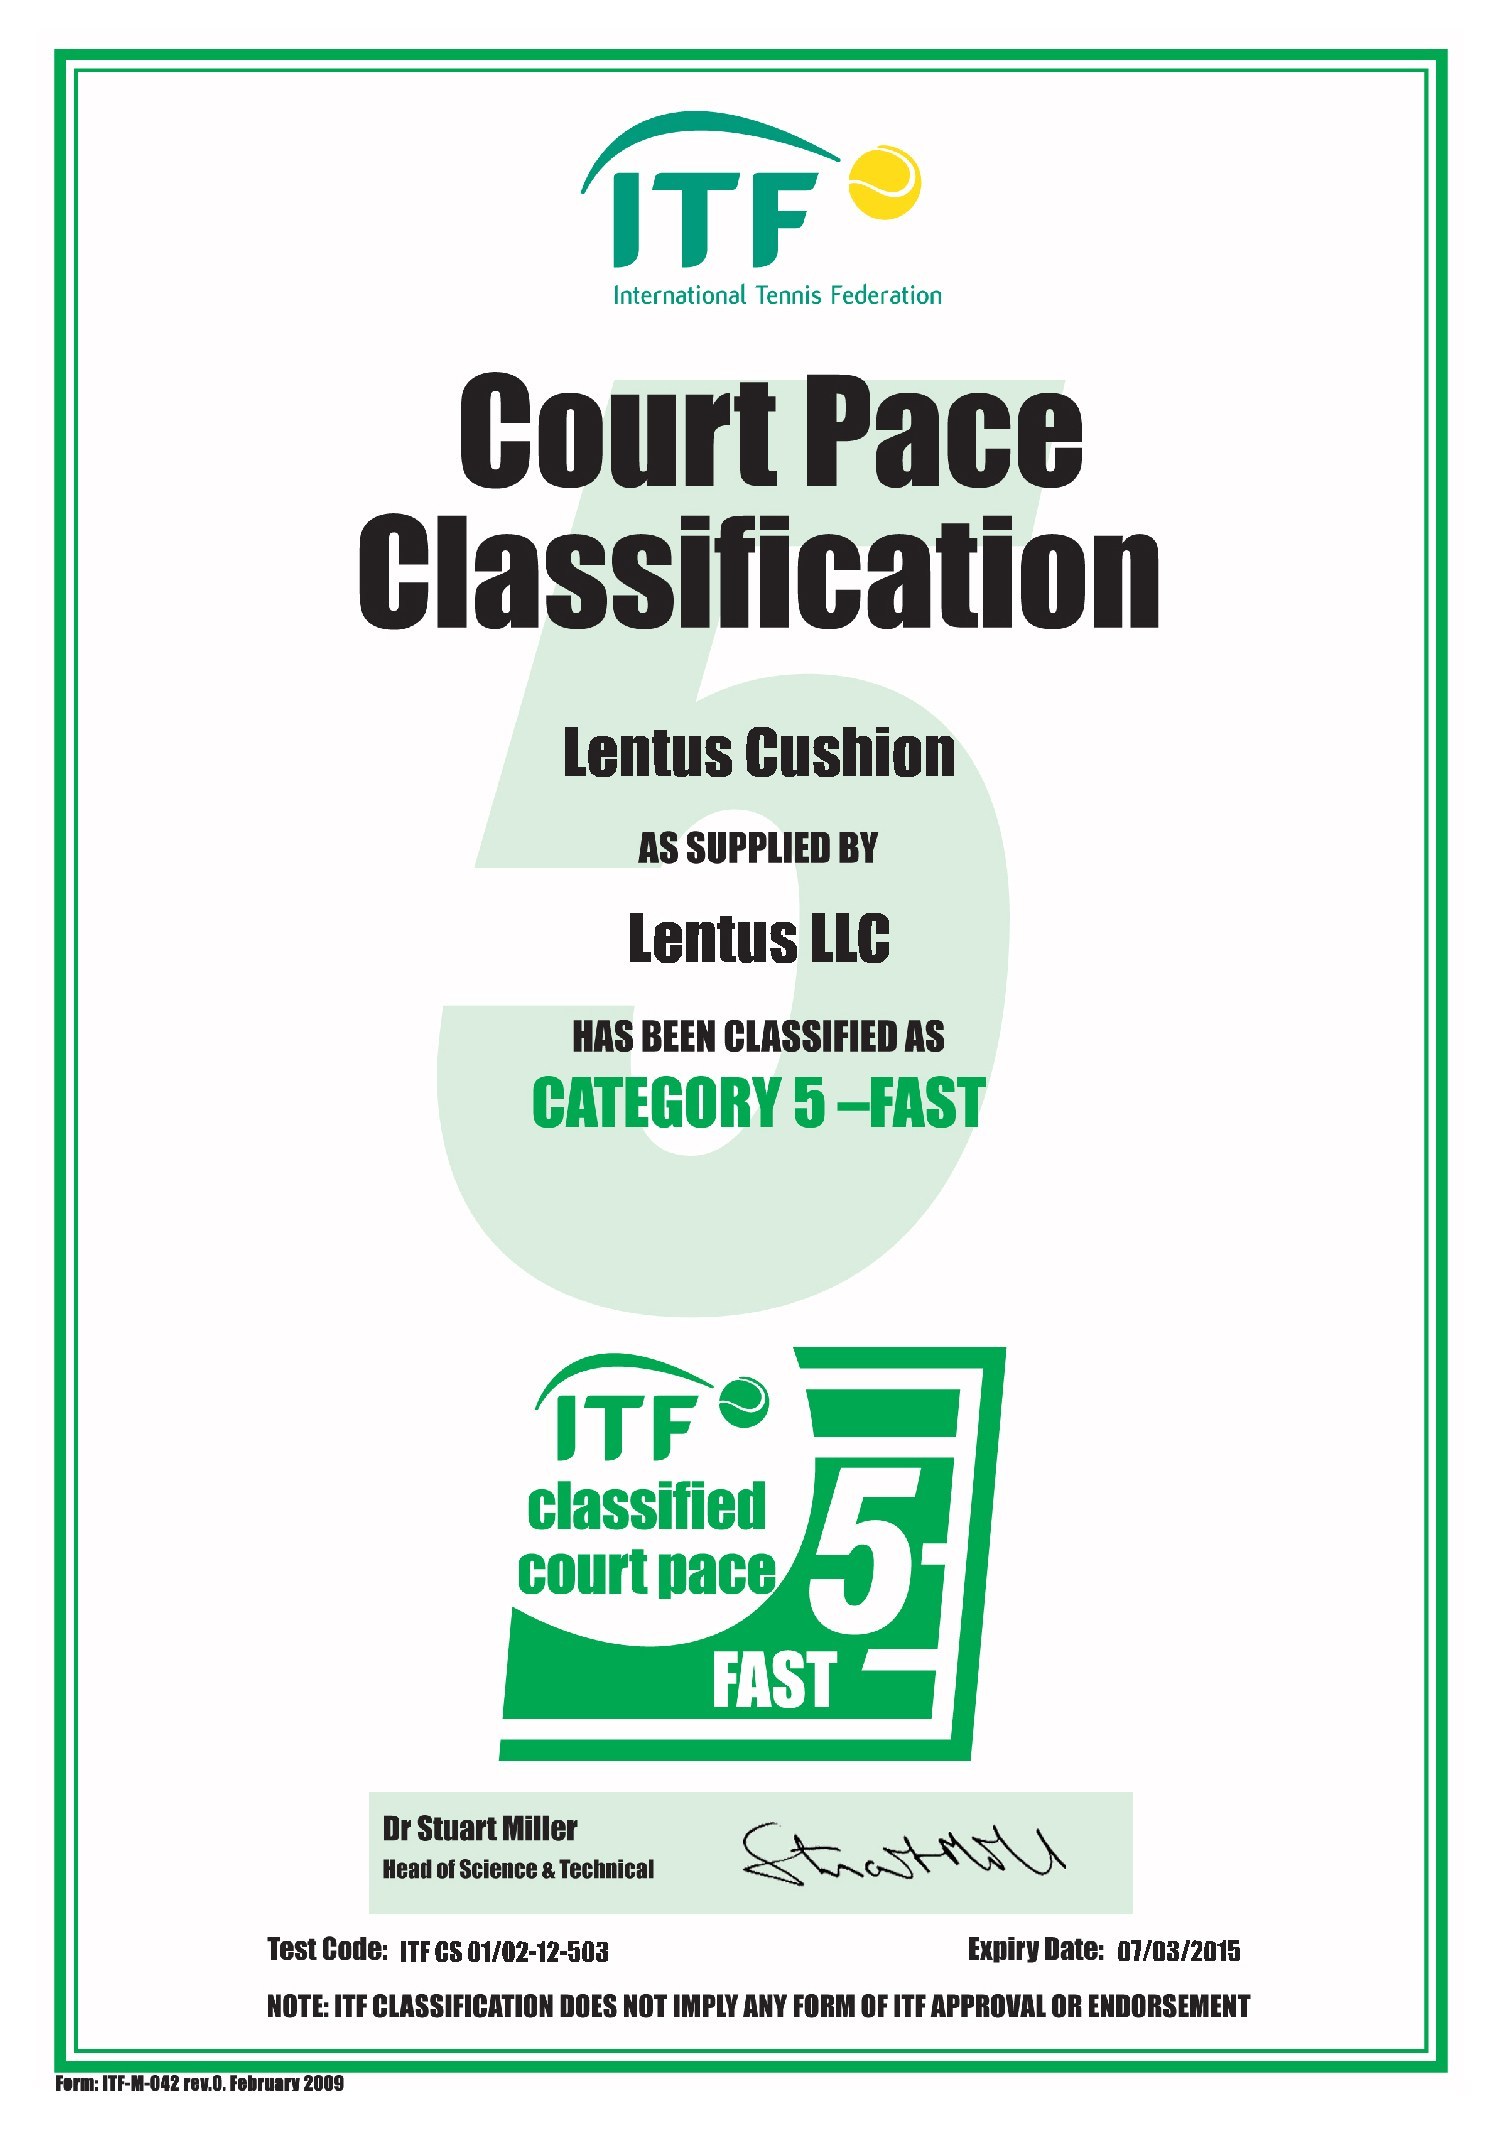 ITF
International Tennis Federation
Court Pace
Classification
Lentus Cushion
AS SUPPLIED BY
Lentus LLC
HAS BEEN CLASSIFIED AS
CATEGORY 5 –FAST
5
ITF
classified
court pace
5
FAST
Dr Stuart Miller
Head of Science & Technical
Stuart Miller
Test Code: ITF CS 01/02-12-503
Expiry Date: 07/03/2015
NOTE: ITF CLASSIFICATION DOES NOT IMPLY ANY FORM OF ITF APPROVAL OR ENDORSEMENT
Form: ITF-M-042 rev.0. February 2009